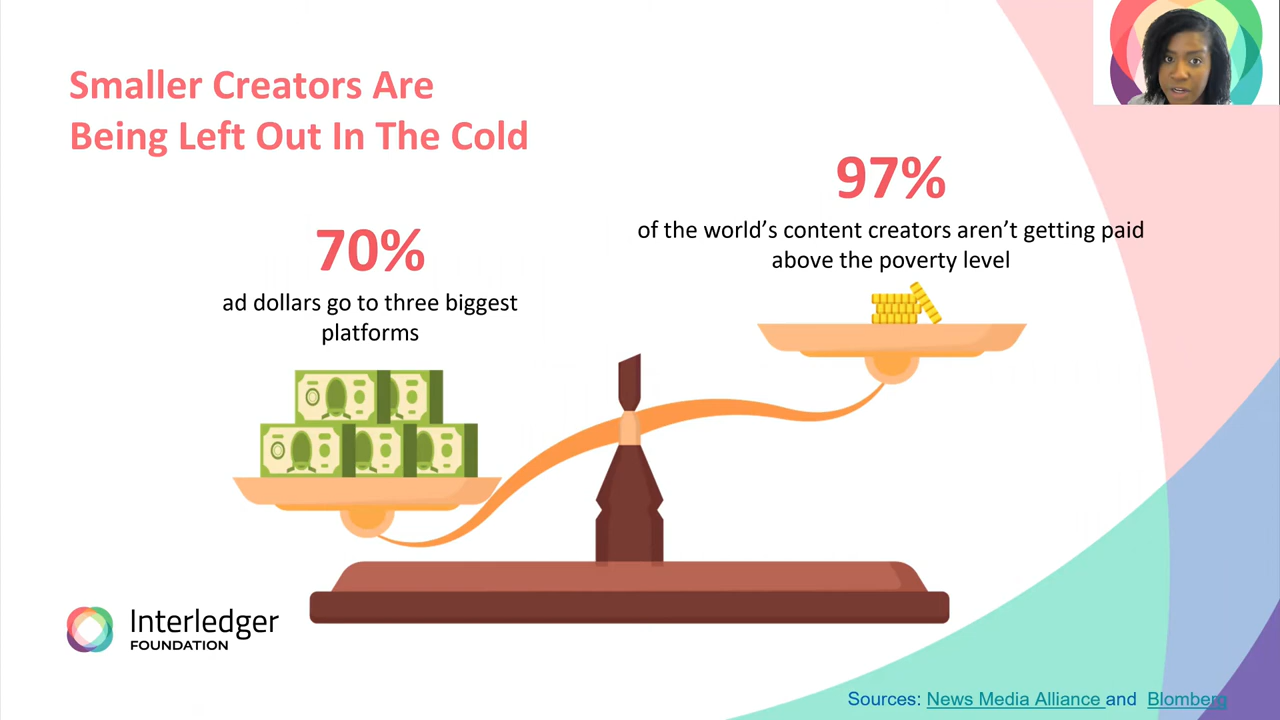 Smaller Creators Are
Being Left Out In The Cold
97%
of the world's content creators aren't getting paid
above the poverty level
70%
ad dollars go to three biggest
platforms
Interledger
FOUNDATION
Sources: News Media Alliance and Blomberg